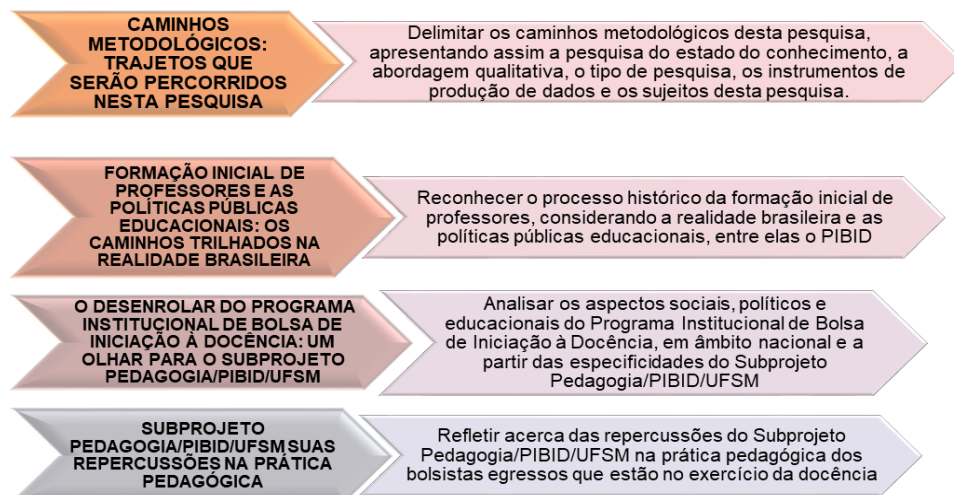 CAMINHOS
METODOLÓGICOS:
TRAJETOS QUE
SERÃO PERCORRIDOS
NESTA PESQUISA
Delimitar os caminhos metodológicos desta pesquisa,
apresentando assim a pesquisa do estado do conhecimento, a
abordagem qualitativa, o tipo de pesquisa, os instrumentos de
produção de dados e os sujeitos desta pesquisa.
FORMAÇÃO INICIAL DE
PROFESSORES E AS
POLÍTICAS PÚBLICAS
EDUCACIONAIS: OS
CAMINHOS TRILHADOS NA
REALIDADE BRASILEIRA
Reconhecer o processo histórico da formação inicial de
professores, considerando a realidade brasileira e as
políticas públicas educacionais, entre elas o PIBID
O DESENROLAR DO PROGRAMA
INSTITUCIONAL DE BOLSA DE
INICIAÇÃO À DOCÊNCIA: UM
OLHAR PARA O SUBPROJETO
PEDAGOGIA/PIBID/UFSM
Analisar os aspectos sociais, políticos e
educacionais do Programa Institucional de Bolsa
de Iniciação à Docência, em âmbito nacional e a
partir das especificidades do Subprojeto
Pedagogia/PIBID/UFSM
SUBPROJETO
PEDAGOGIA/PIBID/UFSM SUAS
REPERCUSSÕES NA PRÁTICA
PEDAGÓGICA
Refletir acerca das repercussões do Subprojeto
Pedagogia/PIBID/UFSM na prática pedagógica dos
bolsistas egressos que estão no exercício da docência